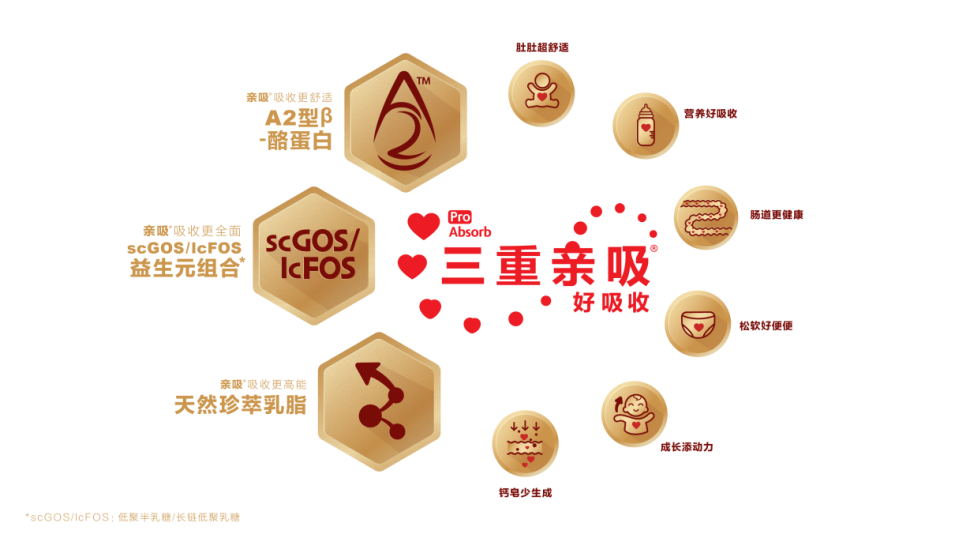 肚肚超舒适
亲吸®吸收更舒适
A2型β
-酪蛋白
TM
A2
营养好吸收
肠道更健康
亲吸®吸收更全面
scGOS/lcFOS
益生元组合*
scGOS/
lcFOS
Pro
Absorb
三重亲吸®
好吸收
松软好便便
亲吸®吸收更高能
天然珍萃乳脂
成长添动力
钙皂少生成
*scGOS/lcFOS：低聚半乳糖/长链低聚乳糖